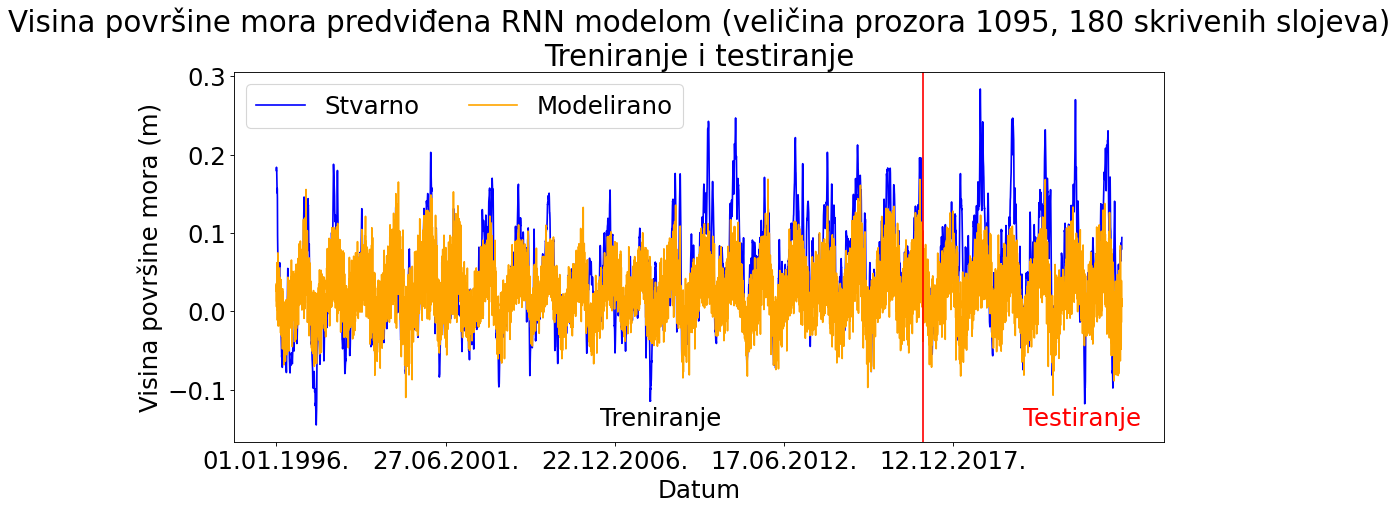 Visina površine mora predviđena RNN modelom (veličina prozora 1095, 180 skrivenih slojeva)
Treniranje i testiranje
Stvarno
Modelirano
Visina površine mora (m)
0.3
0.2
0.1
0.0
−0.1
Treniranje
Testiranje
01.01.1996.
27.06.2001.
22.12.2006.
17.06.2012.
12.12.2017.
Datum